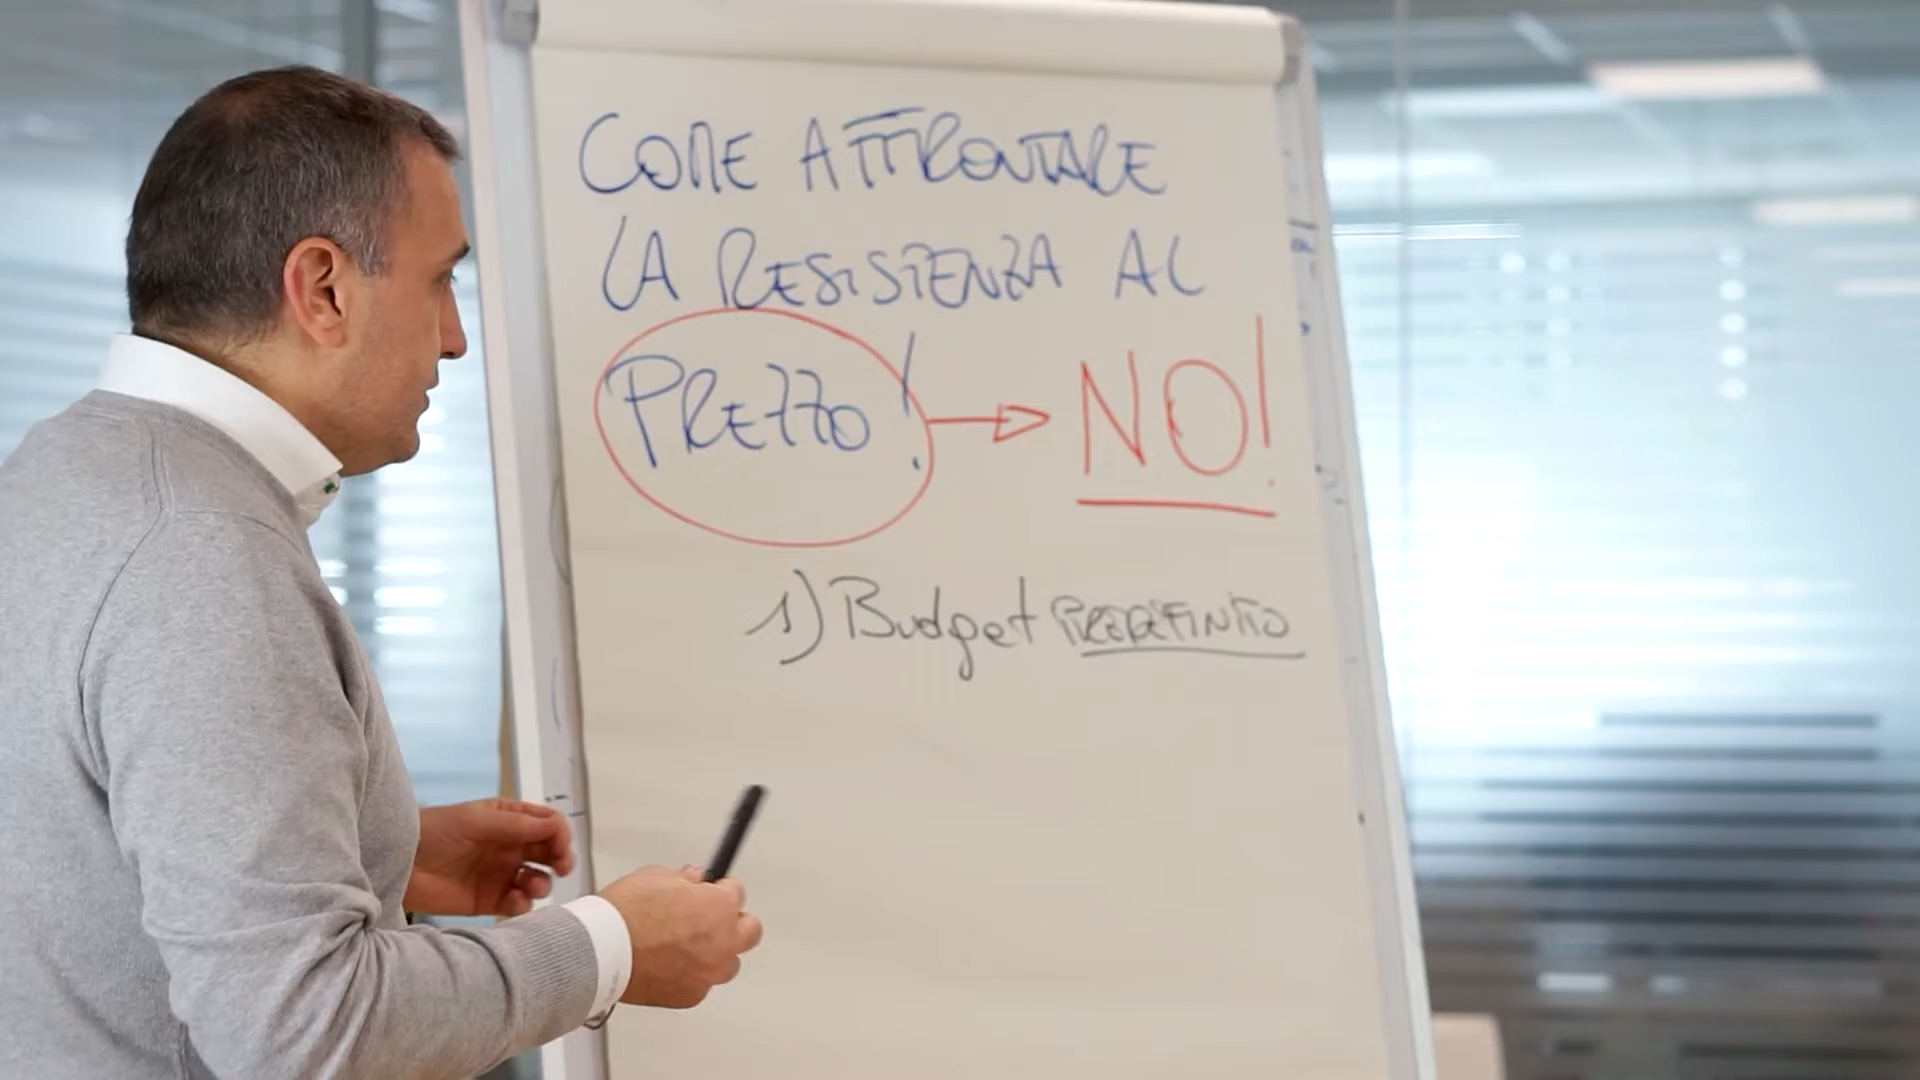 COME AFFRONTARE
LA RESISTENZA AL
PREZZO! → NO!
1) Budget PREDEFINITO